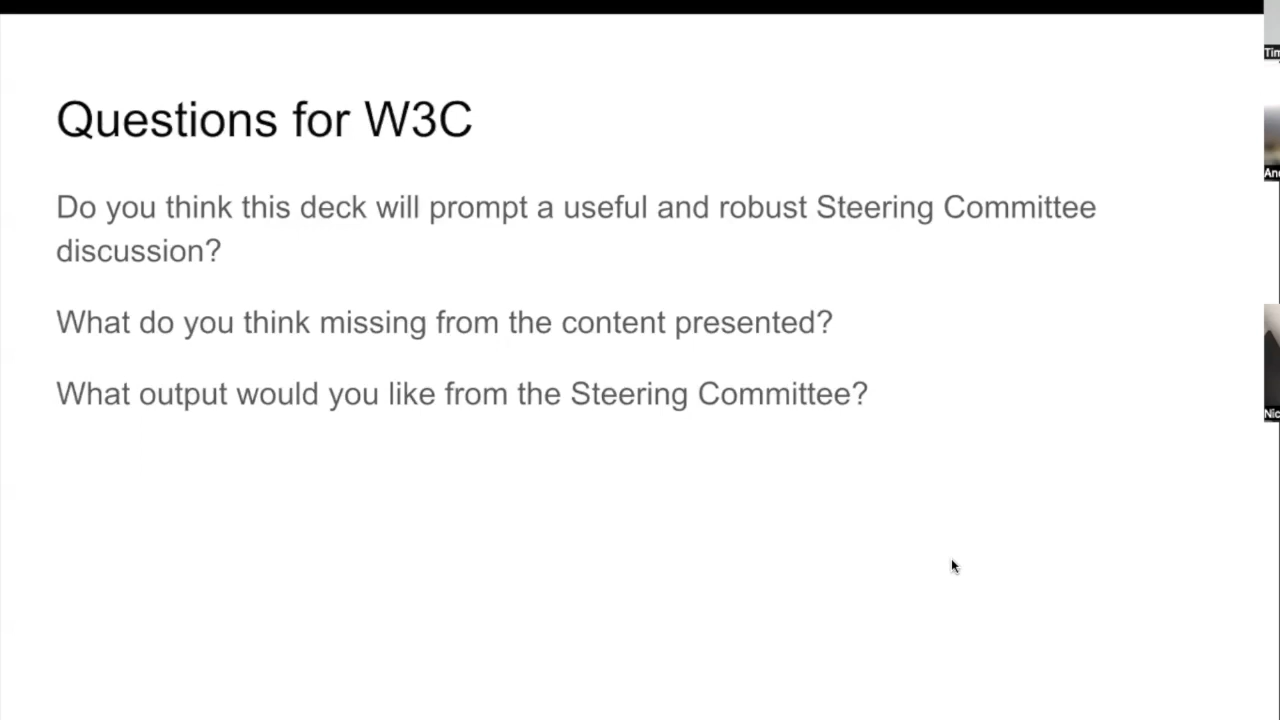 Questions for W3C
Do you think this deck will prompt a useful and robust Steering Committee
discussion?
What do you think missing from the content presented?
What output would you like from the Steering Committee?